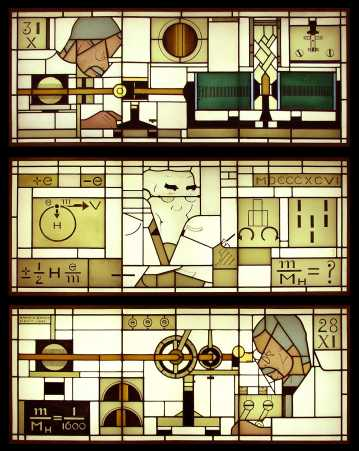 31
X
+e -e
MDCCCXCVI
e m
V
H
± 1/2 H e/m
m/M_H = ?
28
XI
m/M_H = 1/1600